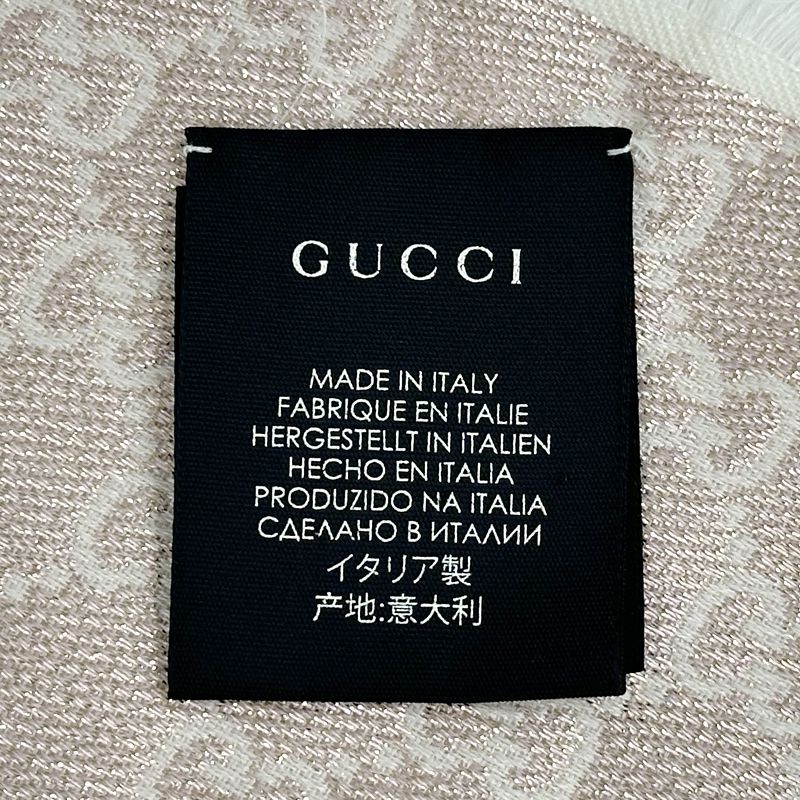 GUCCI
MADE IN ITALY
FABRIQUE EN ITALIE
HERGESTELLT IN ITALIEN
HECHO EN ITALIA
PRODUZIDO NA ITALIA
СДЕЛАНО В ИТАЛИИ
イタリア製
产地:意大利